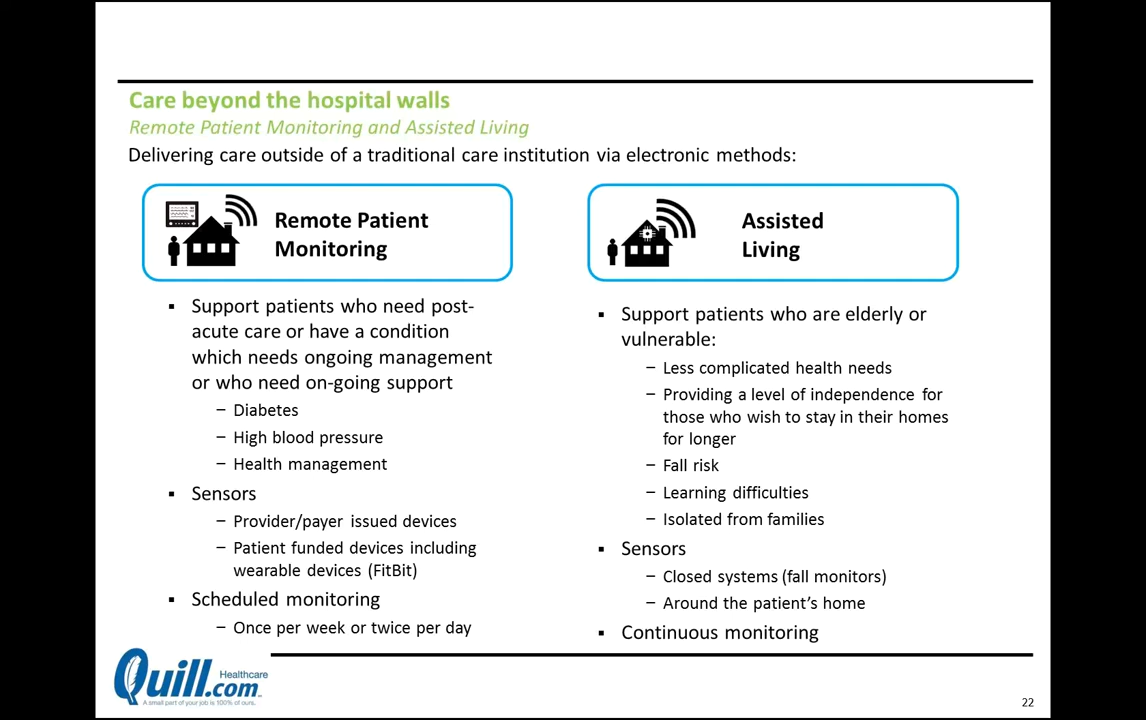 Care beyond the hospital walls
Remote Patient Monitoring and Assisted Living
Delivering care outside of a traditional care institution via electronic methods:
Remote Patient
Monitoring
▪ Support patients who need post-
acute care or have a condition
which needs ongoing management
or who need on-going support
– Diabetes
– High blood pressure
– Health management
▪ Sensors
– Provider/payer issued devices
– Patient funded devices including
wearable devices (FitBit)
▪ Scheduled monitoring
– Once per week or twice per day
Assisted
Living
▪ Support patients who are elderly or
vulnerable:
– Less complicated health needs
– Providing a level of independence for
those who wish to stay in their homes
for longer
– Fall risk
– Learning difficulties
– Isolated from families
▪ Sensors
– Closed systems (fall monitors)
– Around the patient’s home
▪ Continuous monitoring
Healthcare
Quill.com
A small part of your job is 100% of ours.
22